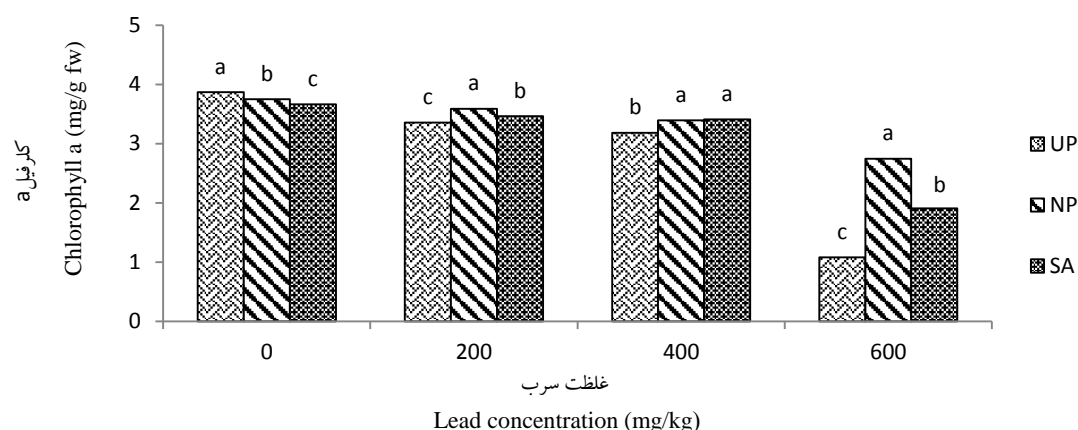 کلرفیل a
Chlorophyll a (mg/g fw)
5
4
3
2
1
0
a b c
c a b
b a a
c a b
0 200 400 600
غلظت سرب
Lead concentration (mg/kg)
UP
NP
SA